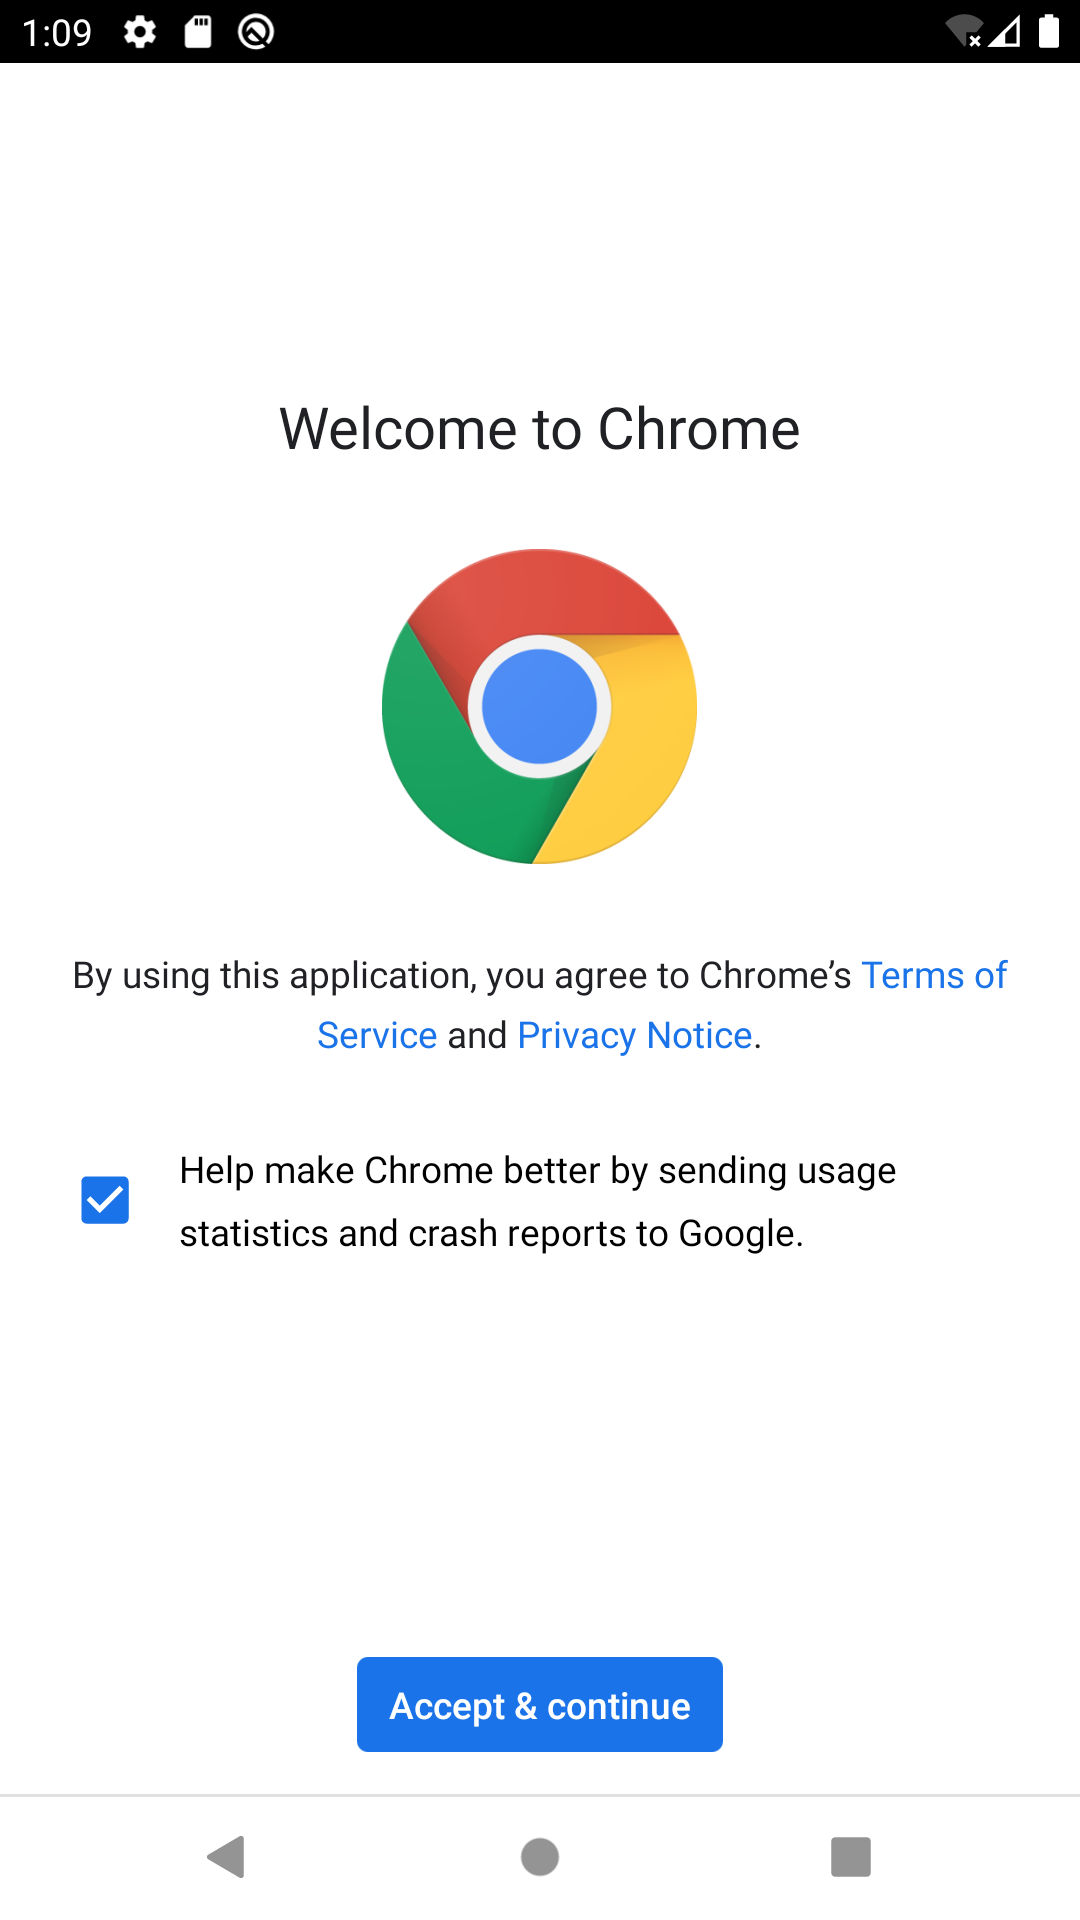 1:09
Welcome to Chrome
By using this application, you agree to Chrome’s Terms of
Service and Privacy Notice.
Help make Chrome better by sending usage
statistics and crash reports to Google.
Accept & continue